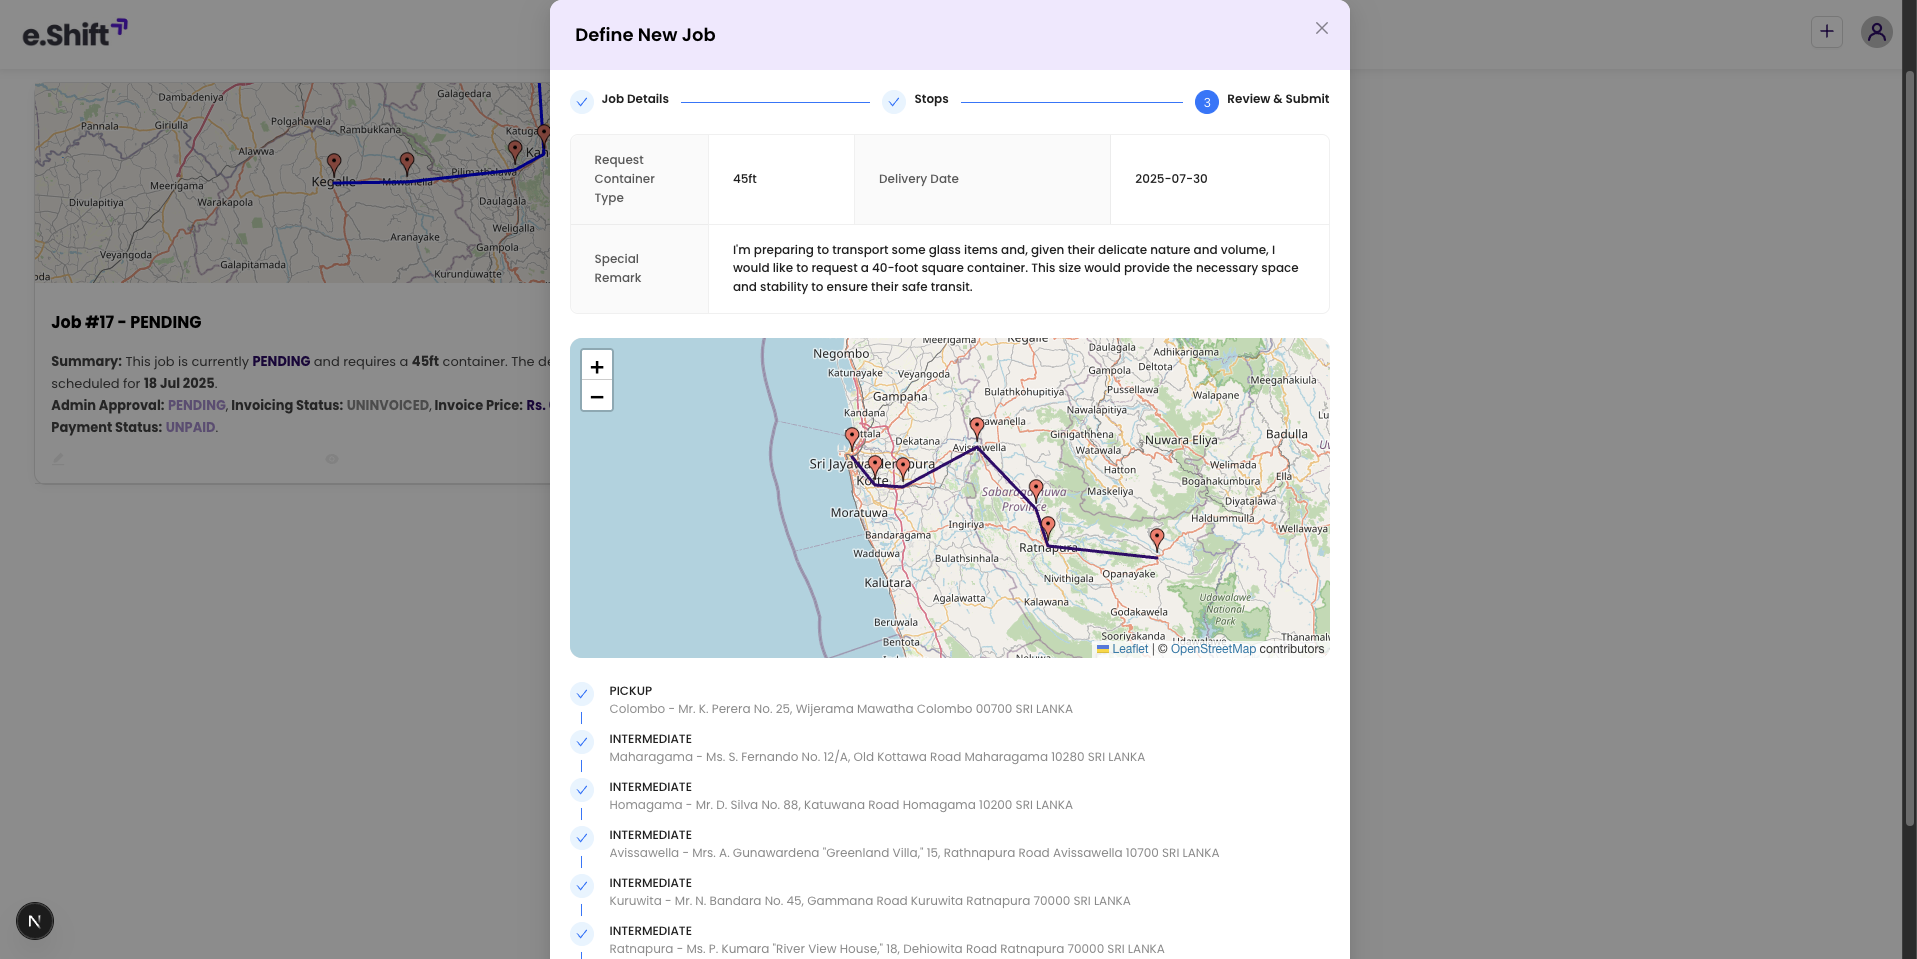 e.Shift
Define New Job
Job Details
Stops
3
Review & Submit
Request
Container
Type
45ft
Delivery Date
2025-07-30
Special
Remark
I'm preparing to transport some glass items and, given their delicate nature and volume, I
would like to request a 40-foot square container. This size would provide the necessary space
and stability to ensure their safe transit.
Dambadeniya
Galagedara
Pannala
Giriulla
Polgahawela
Rambukkana
Katuga
Alawwa
Kan
Kegalle
Mawanella
Pilimathalawa
Meerigama
Divulapitiya
Warakapola
Daulagala
Weligalla
Aranayake
Gampola
Veyangoda
Galapitamada
Kurunduwatte
oda
Job #17 - PENDING
Summary: This job is currently PENDING and requires a 45ft container. The de
scheduled for 18 Jul 2025.
Admin Approval: PENDING, Invoicing Status: UNINVOICED, Invoice Price: Rs.
Payment Status: UNPAID.
+
−
Negombo
Meerigama
Kegalle
Daulagala
Adhikarigama
Katunayake
Veyangoda
Gampola
Deltota
Meegahakiula
Gampaha
Bulathkohupitiya
Pussellawa
Walapane
Kandana
Nawalapitiya
Lu
Dekatana
Ginigathhena
Nuwara Eliya
Badulla
Watawala
Sri Jayawardenepura
Kotte
Welimada
Hatton
Ella
Bogahakumbura
Sabaragamuwa
Province
Maskeliya
Diyatalawa
Moratuwa
Ingiriya
Haldummulla
Wellawaya
Bandaragama
Wadduwa
Ratnapura
Bulathsinhala
Opanayake
Kalutara
Nivithigala
Agalawatta
Kalawana
Udawalawe
National
Park
Godakawela
Beruwala
Sooriyakanda
Thanamalw
Bentota
Leaflet | © OpenStreetMap contributors
PICKUP
Colombo - Mr. K. Perera No. 25, Wijerama Mawatha Colombo 00700 SRI LANKA
INTERMEDIATE
Maharagama - Ms. S. Fernando No. 12/A, Old Kottawa Road Maharagama 10280 SRI LANKA
INTERMEDIATE
Homagama - Mr. D. Silva No. 88, Katuwana Road Homagama 10200 SRI LANKA
INTERMEDIATE
Avissawella - Mrs. A. Gunawardena "Greenland Villa," 15, Rathnapura Road Avissawella 10700 SRI LANKA
INTERMEDIATE
Kuruwita - Mr. N. Bandara No. 45, Gammana Road Kuruwita Ratnapura 70000 SRI LANKA
INTERMEDIATE
Ratnapura - Ms. P. Kumara "River View House," 18, Dehiowita Road Ratnapura 70000 SRI LANKA
N